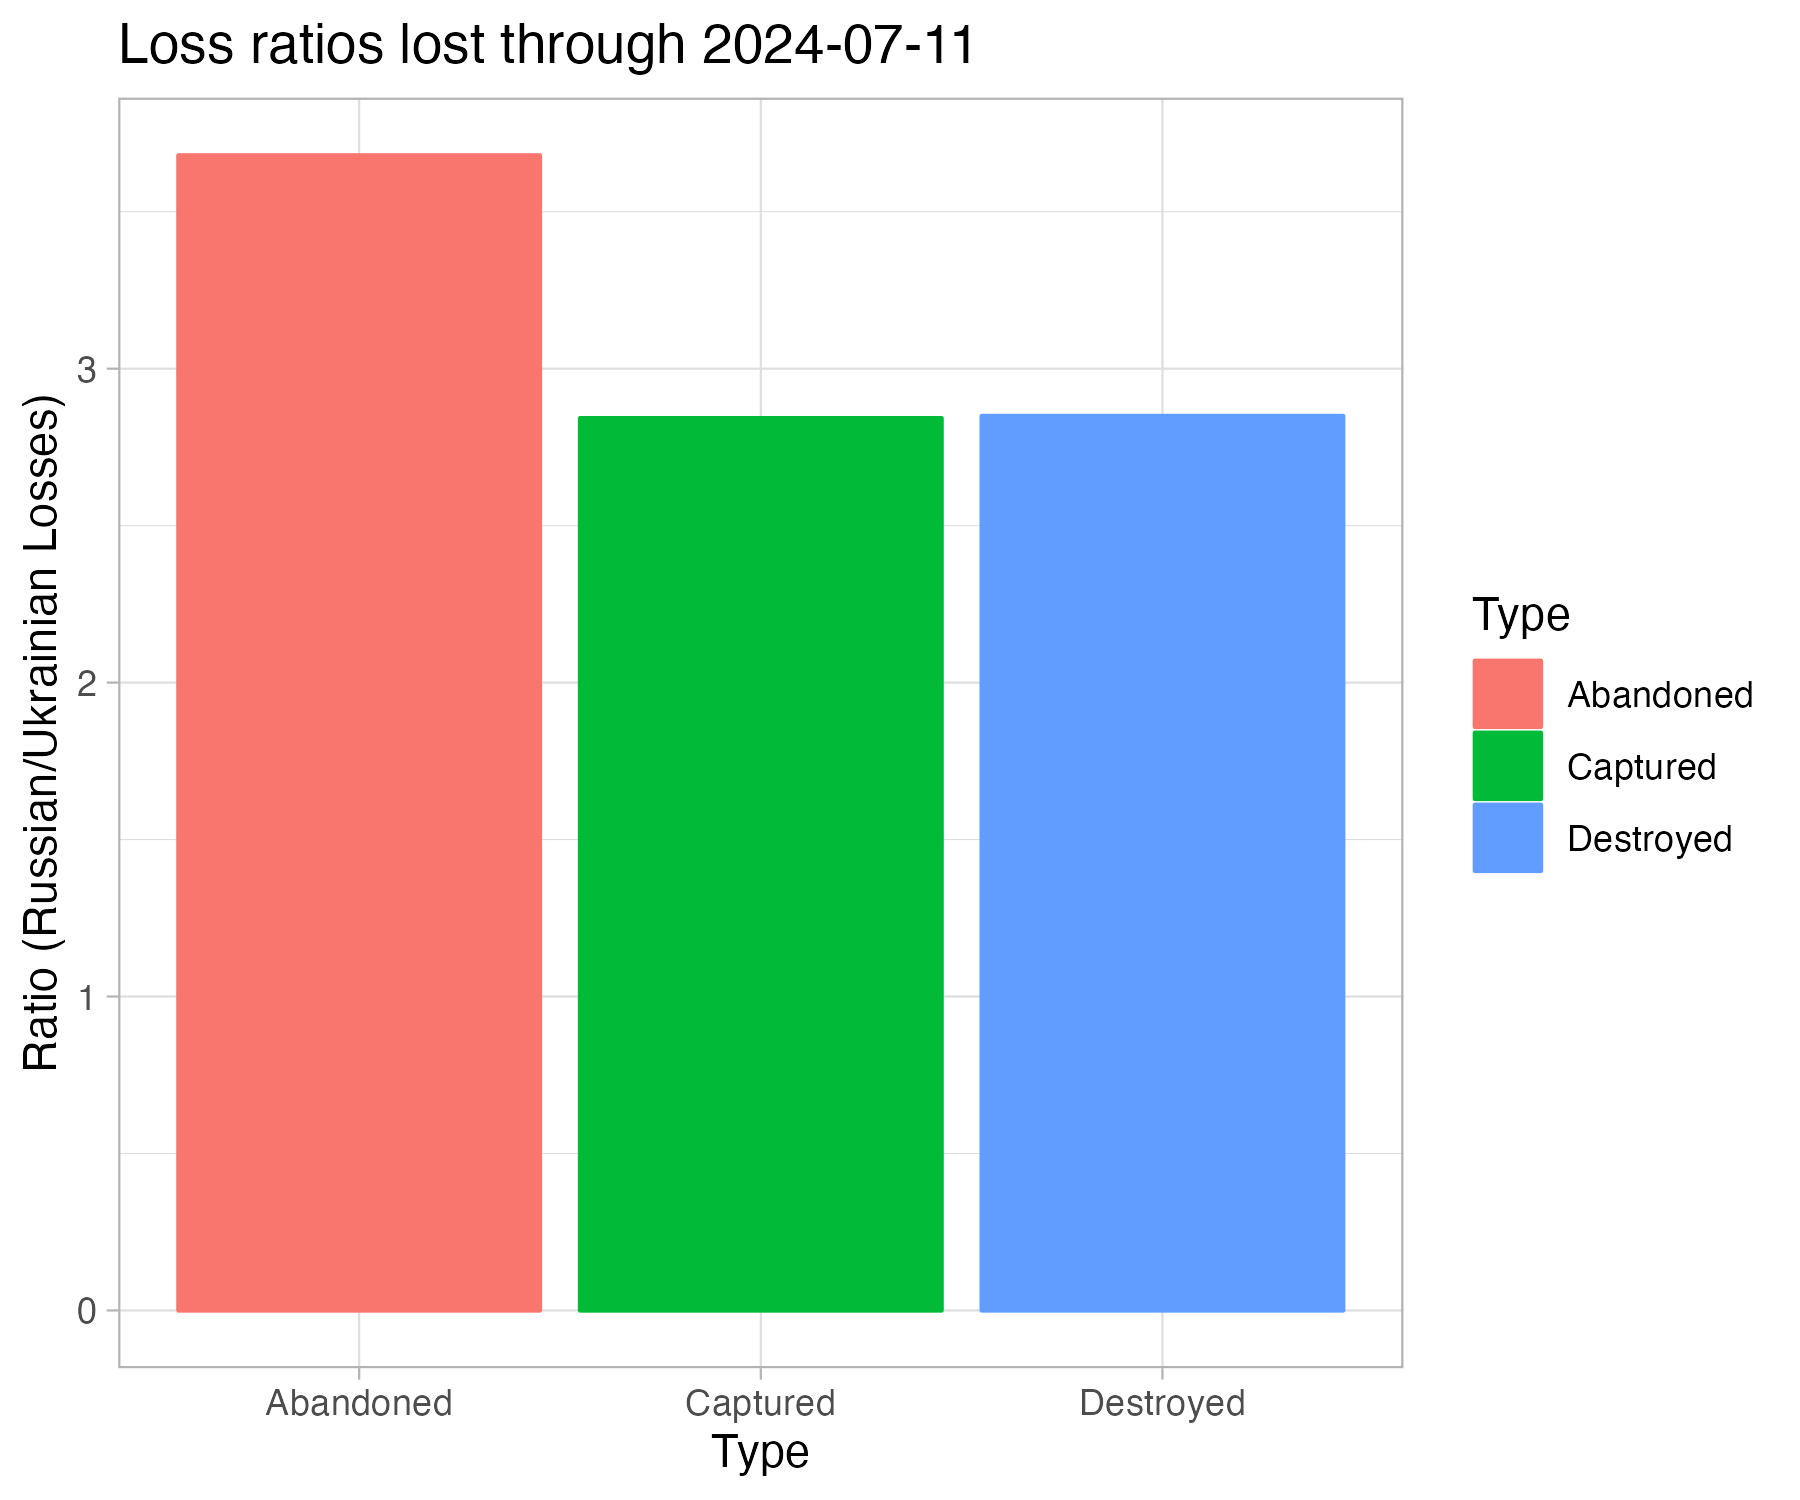 Loss ratios lost through 2024-07-11
Ratio (Russian/Ukrainian Losses)
3
2
1
0
Abandoned
Captured
Destroyed
Type
Type
Abandoned
Captured
Destroyed